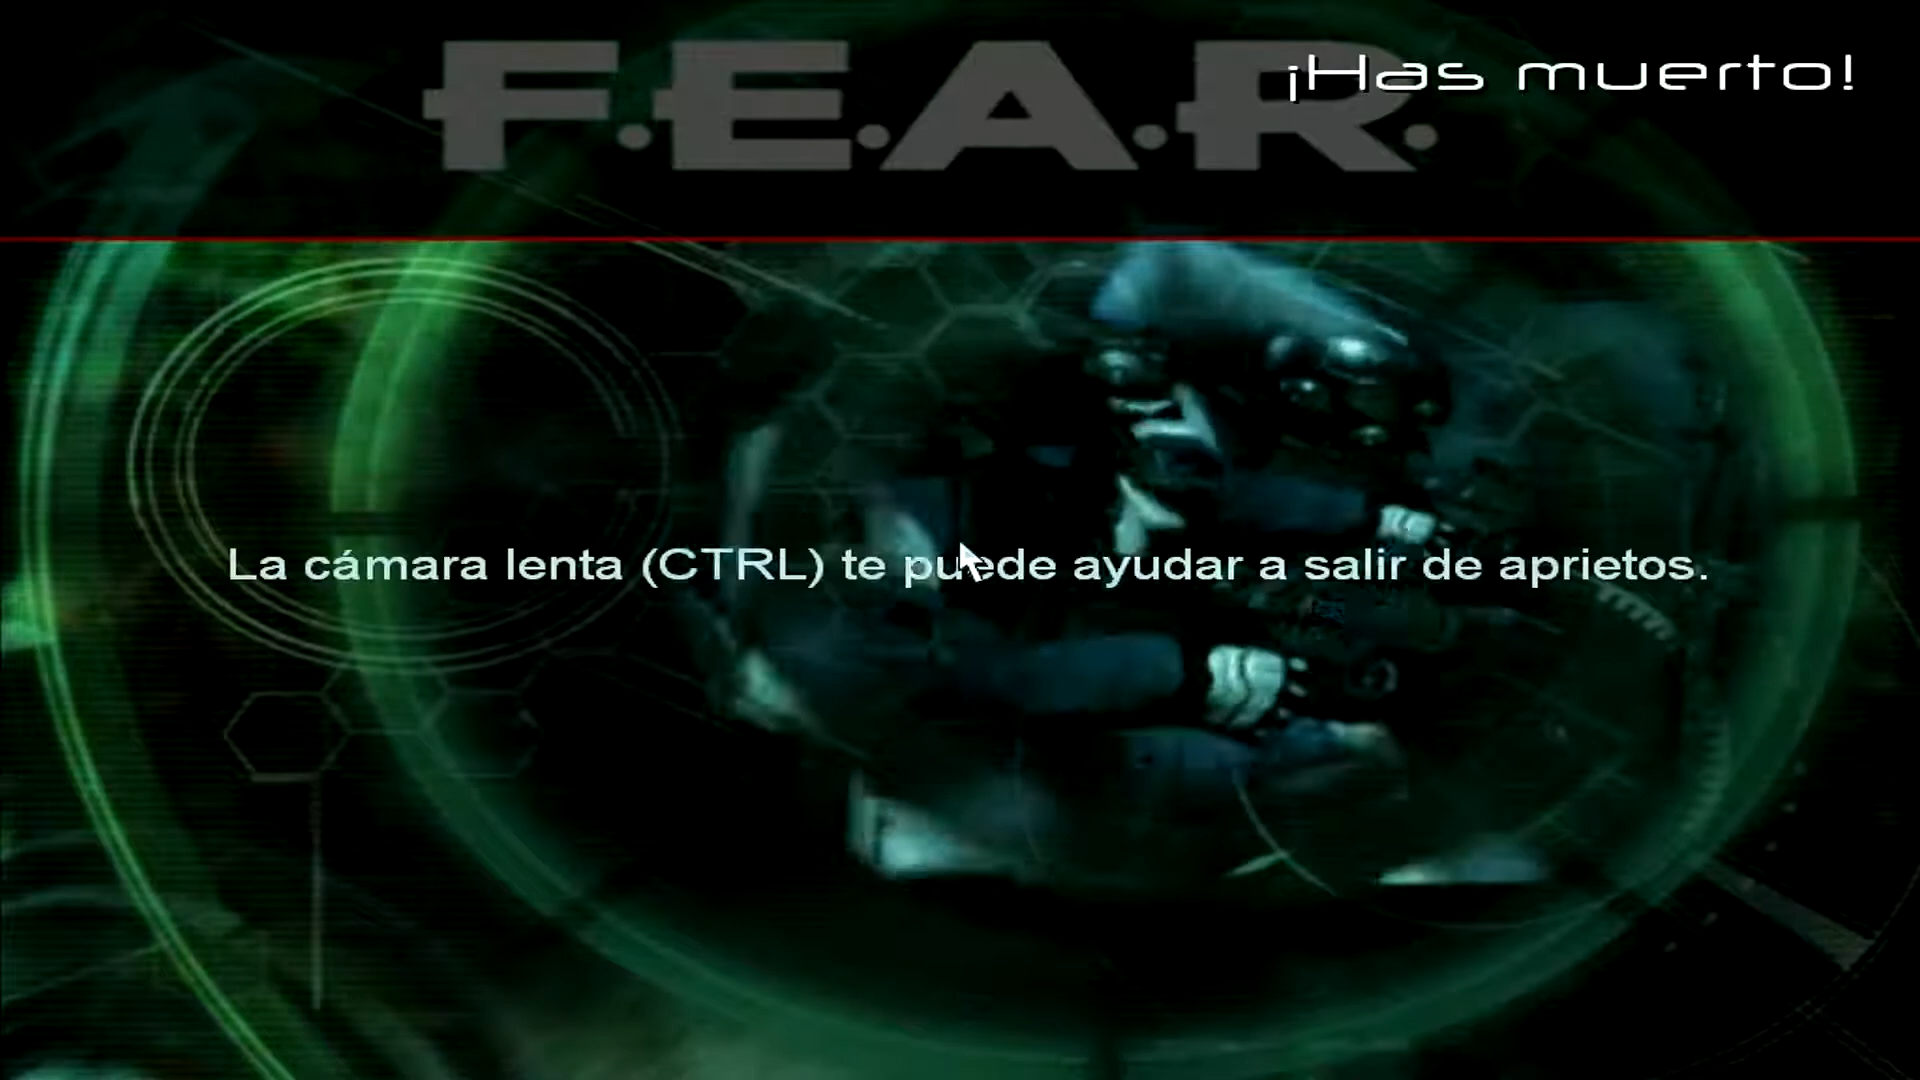 F.E.A.R.
¡Has muerto!
La cámara lenta (CTRL) te puede ayudar a salir de aprietos.